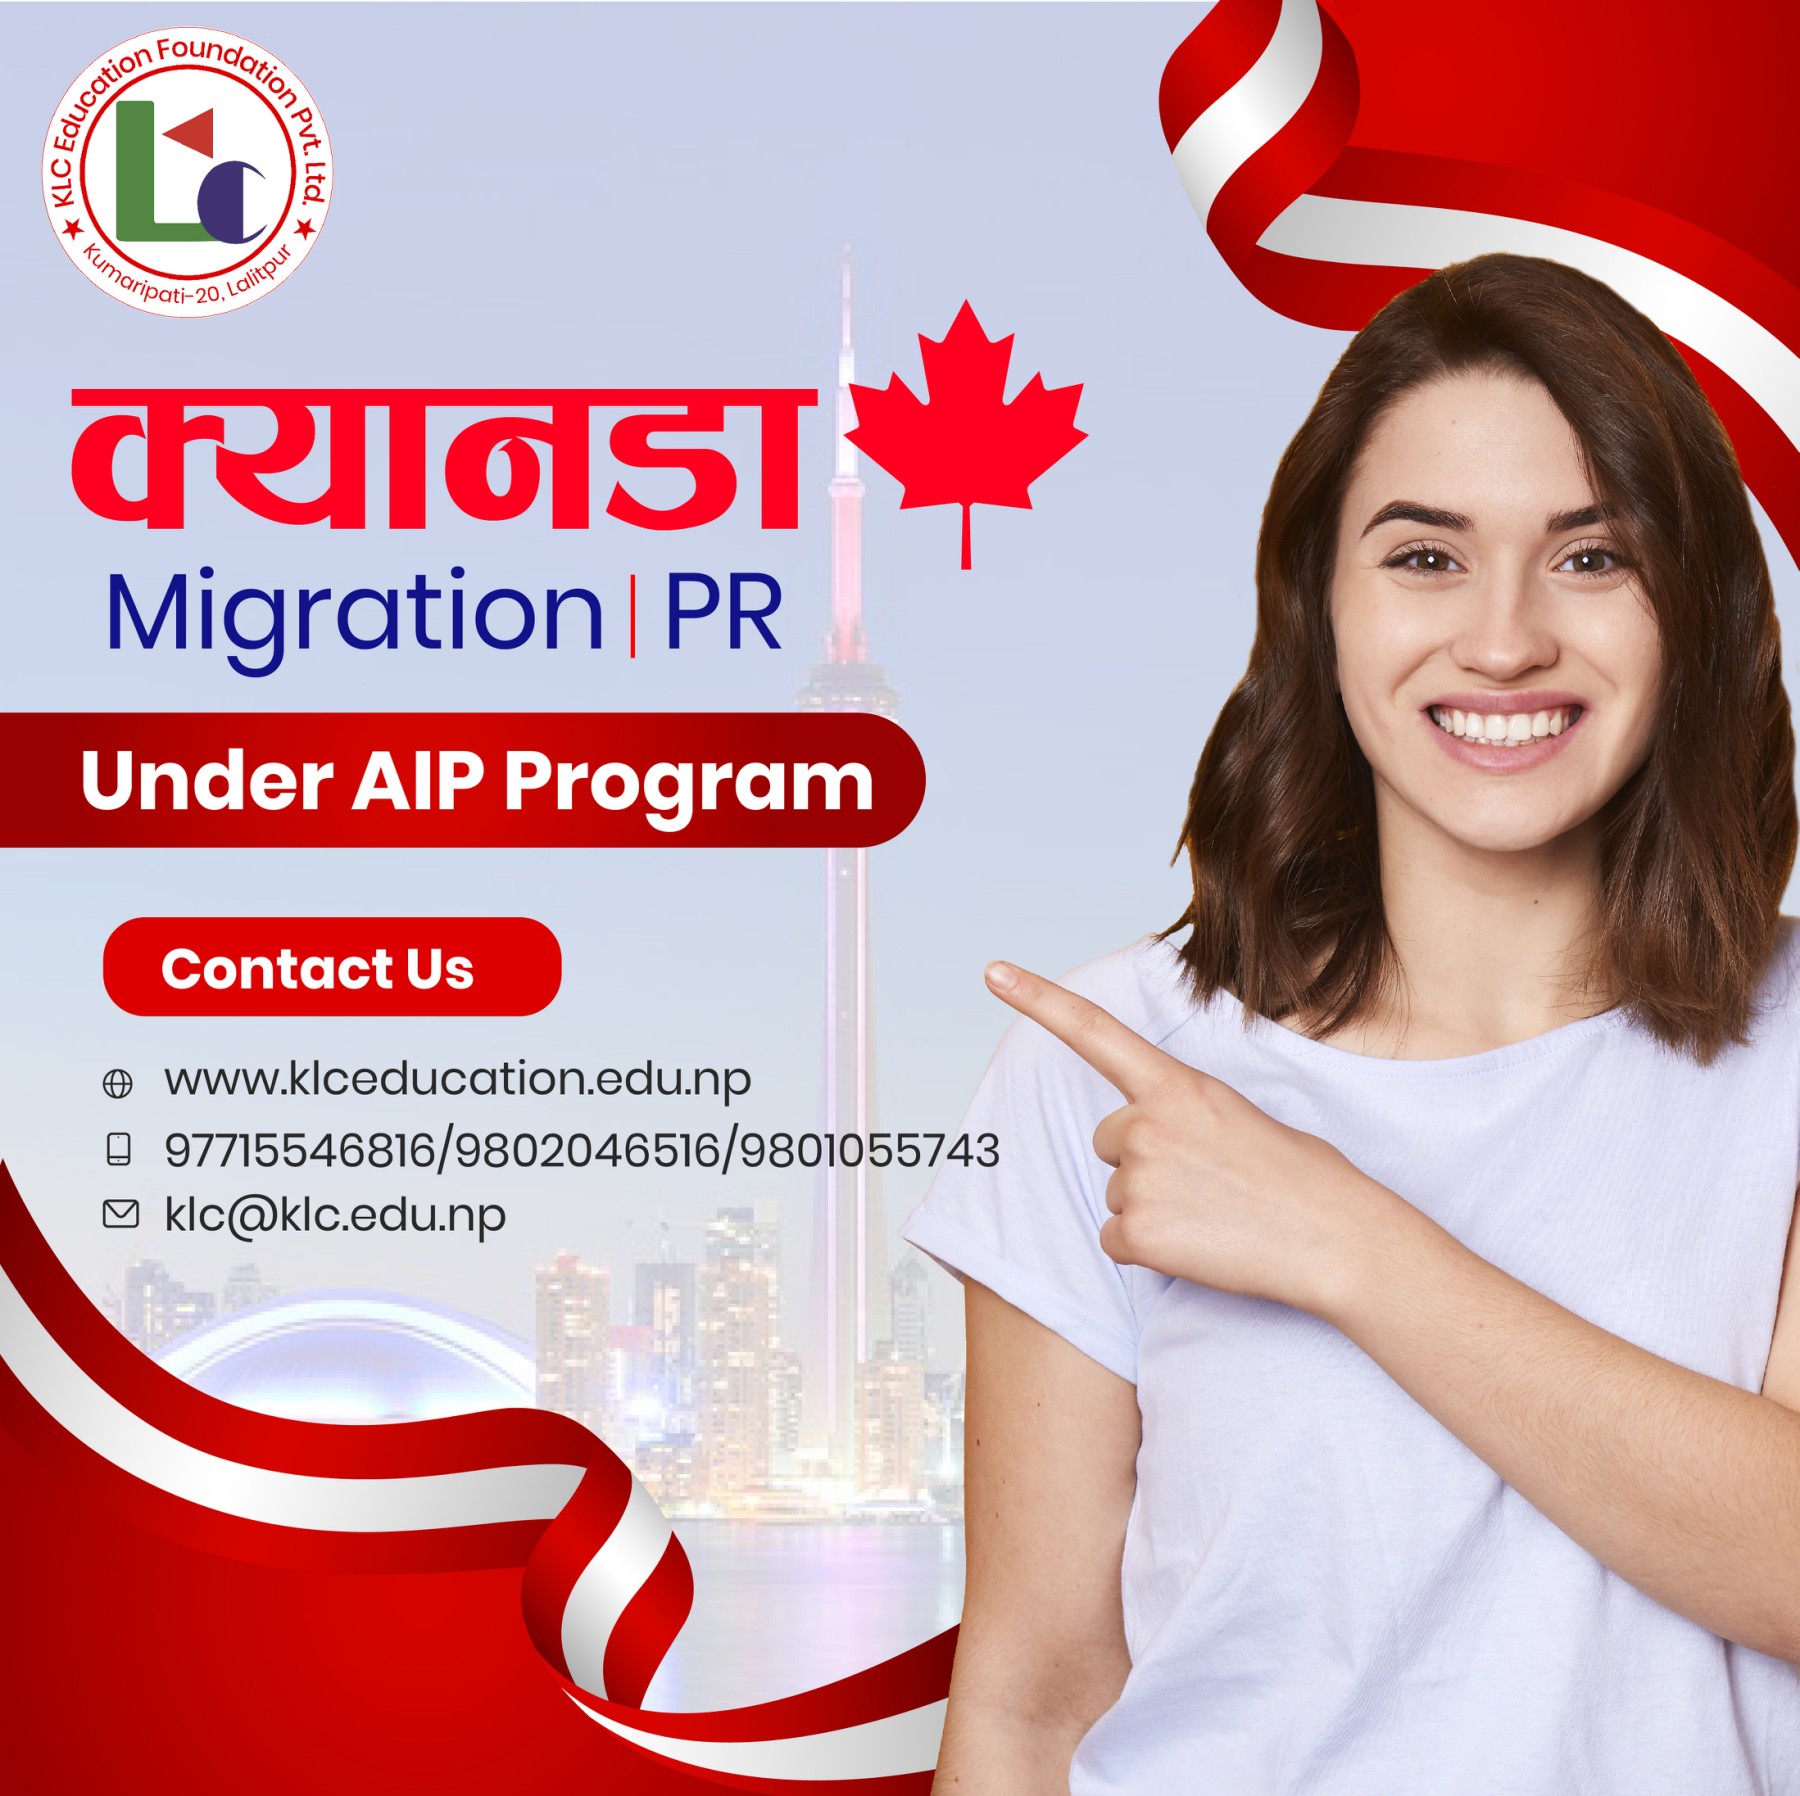 KLC Education Foundation Pvt. Ltd.
Kumaripati-20, Lalitpur
क्यानडा
Migration | PR
Under AIP Program
Contact Us
www.klceducation.edu.np
97715546816/9802046516/9801055743
klc@klc.edu.np